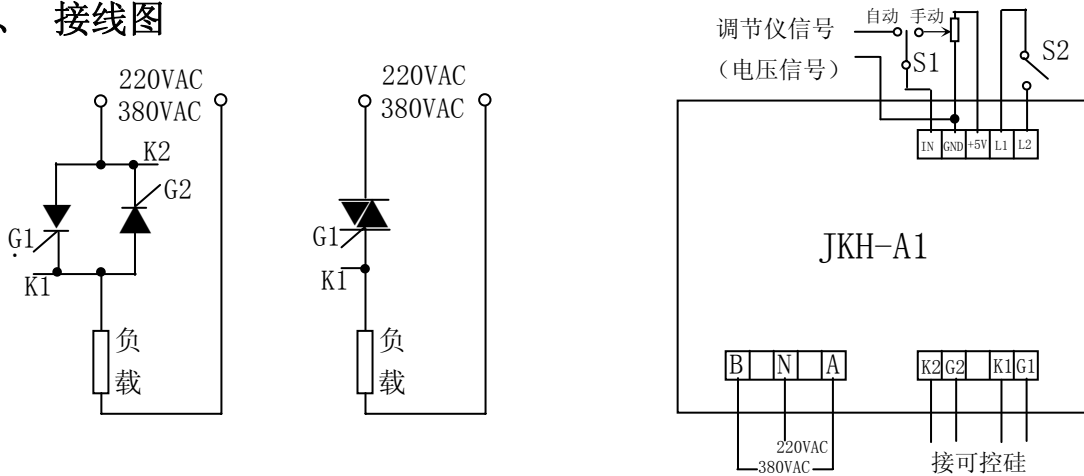 、 接线图
220VAC
380VAC
K2
G2
G1
K1
负
载
220VAC
380VAC
G1
K1
负
载
调节仪信号
(电压信号)
自动 手动
S1
S2
IN GND +5V L1 L2
JKH-A1
B N A
K2 G2 K1 G1
220VAC
380VAC
接可控硅